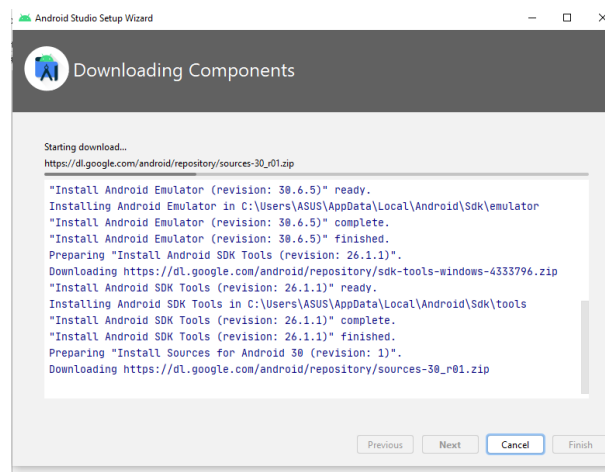 Android Studio Setup Wizard
Downloading Components
Starting download...
https://dl.google.com/android/repository/sources-30_r01.zip
"Install Android Emulator (revision: 30.6.5)" ready.
Installing Android Emulator in C:\Users\ASUS\AppData\Local\Android\Sdk\emulator
"Install Android Emulator (revision: 30.6.5)" complete.
"Install Android Emulator (revision: 30.6.5)" finished.
Preparing "Install Android SDK Tools (revision: 26.1.1)".
Downloading https://dl.google.com/android/repository/sdk-tools-windows-4333796.zip
"Install Android SDK Tools (revision: 26.1.1)" ready.
Installing Android SDK Tools in C:\Users\ASUS\AppData\Local\Android\Sdk\tools
"Install Android SDK Tools (revision: 26.1.1)" complete.
"Install Android SDK Tools (revision: 26.1.1)" finished.
Preparing "Install Sources for Android 30 (revision: 1)".
Downloading https://dl.google.com/android/repository/sources-30_r01.zip
Previous Next Cancel Finish